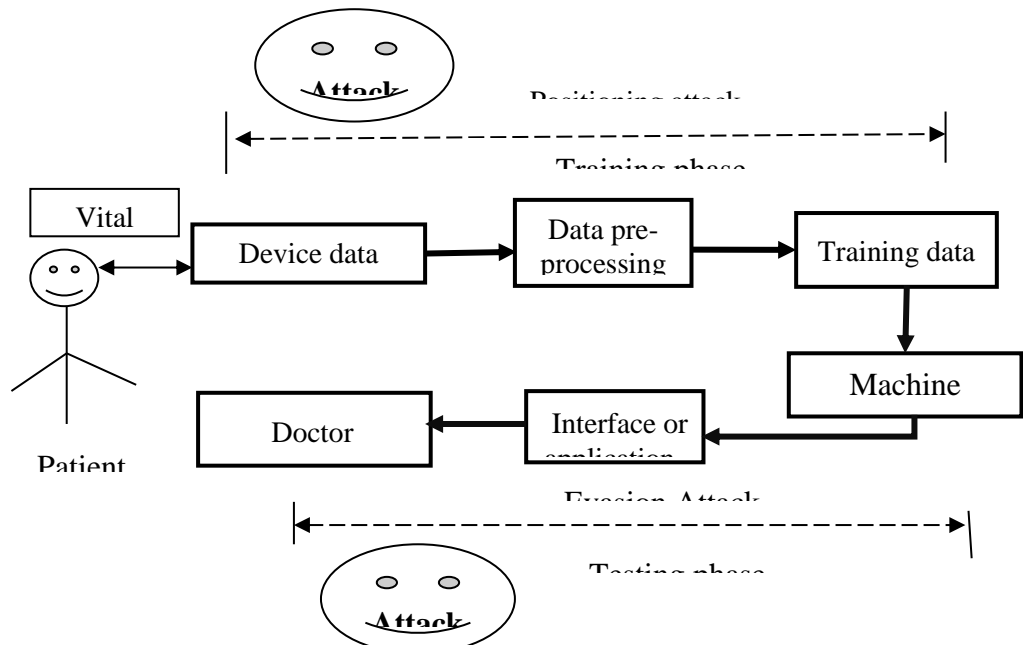 Attack
Positioning attack
Training phase
Vital
Device data
Data pre-
processing
Training data
Machine
Interface or
application
Doctor
Patient
Evasion Attack
Testing phase
Attack